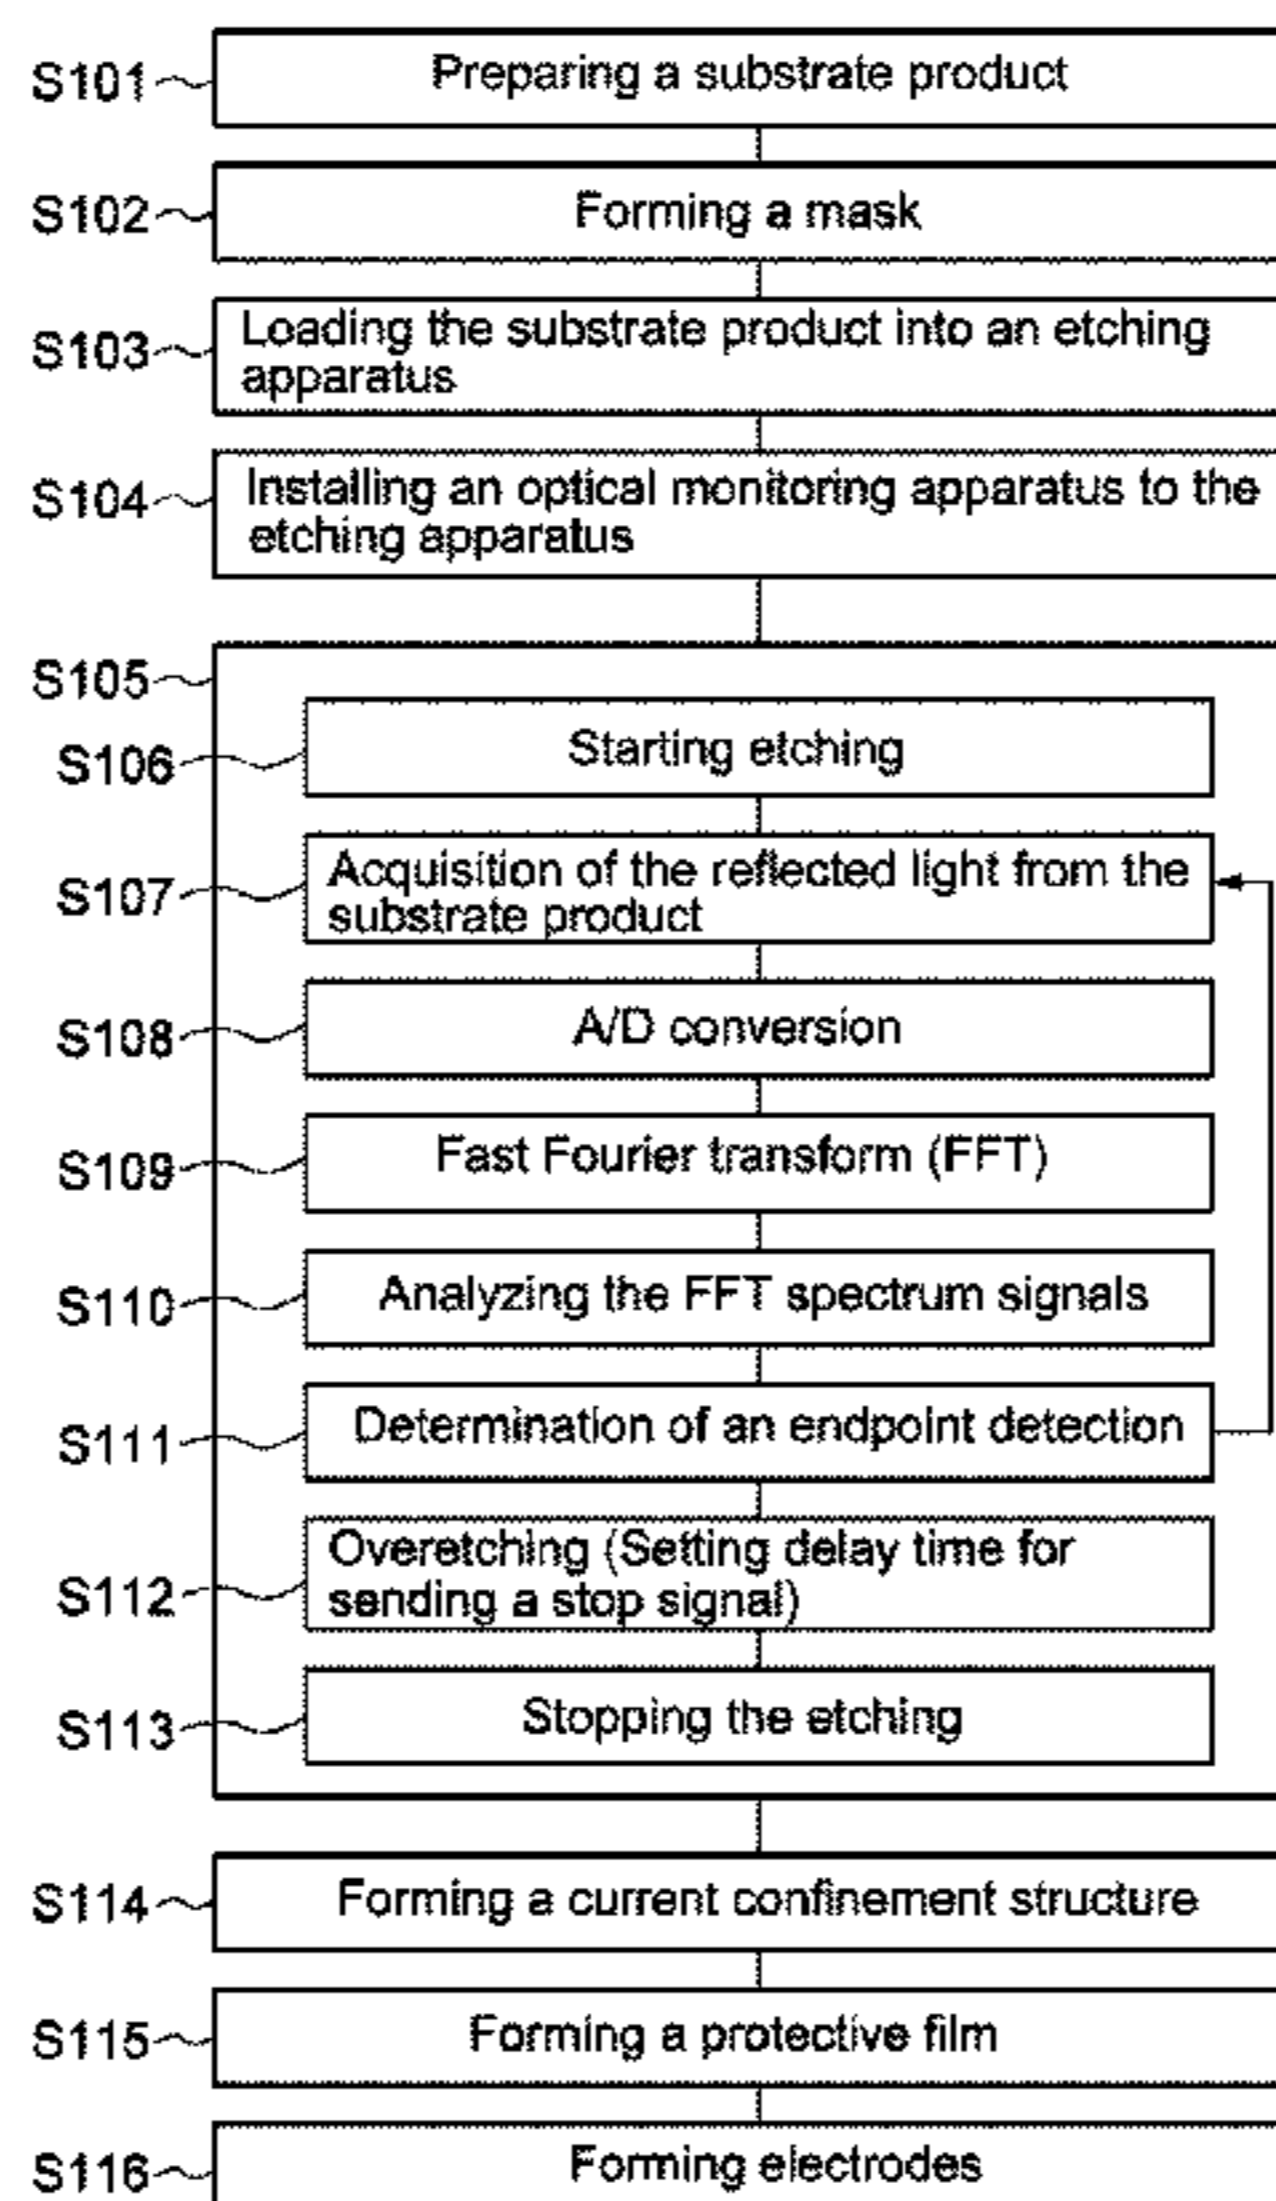 S101 Preparing a substrate product
S102 Forming a mask
S103 Loading the substrate product into an etching
apparatus
S104 Installing an optical monitoring apparatus to the
etching apparatus
S105
S106 Starting etching
S107 Acquisition of the reflected light from the
substrate product
S108 A/D conversion
S109 Fast Fourier transform (FFT)
S110 Analyzing the FFT spectrum signals
S111 Determination of an endpoint detection
S112 Overetching (Setting delay time for
sending a stop signal)
S113 Stopping the etching
S114 Forming a current confinement structure
S115 Forming a protective film
S116 Forming electrodes